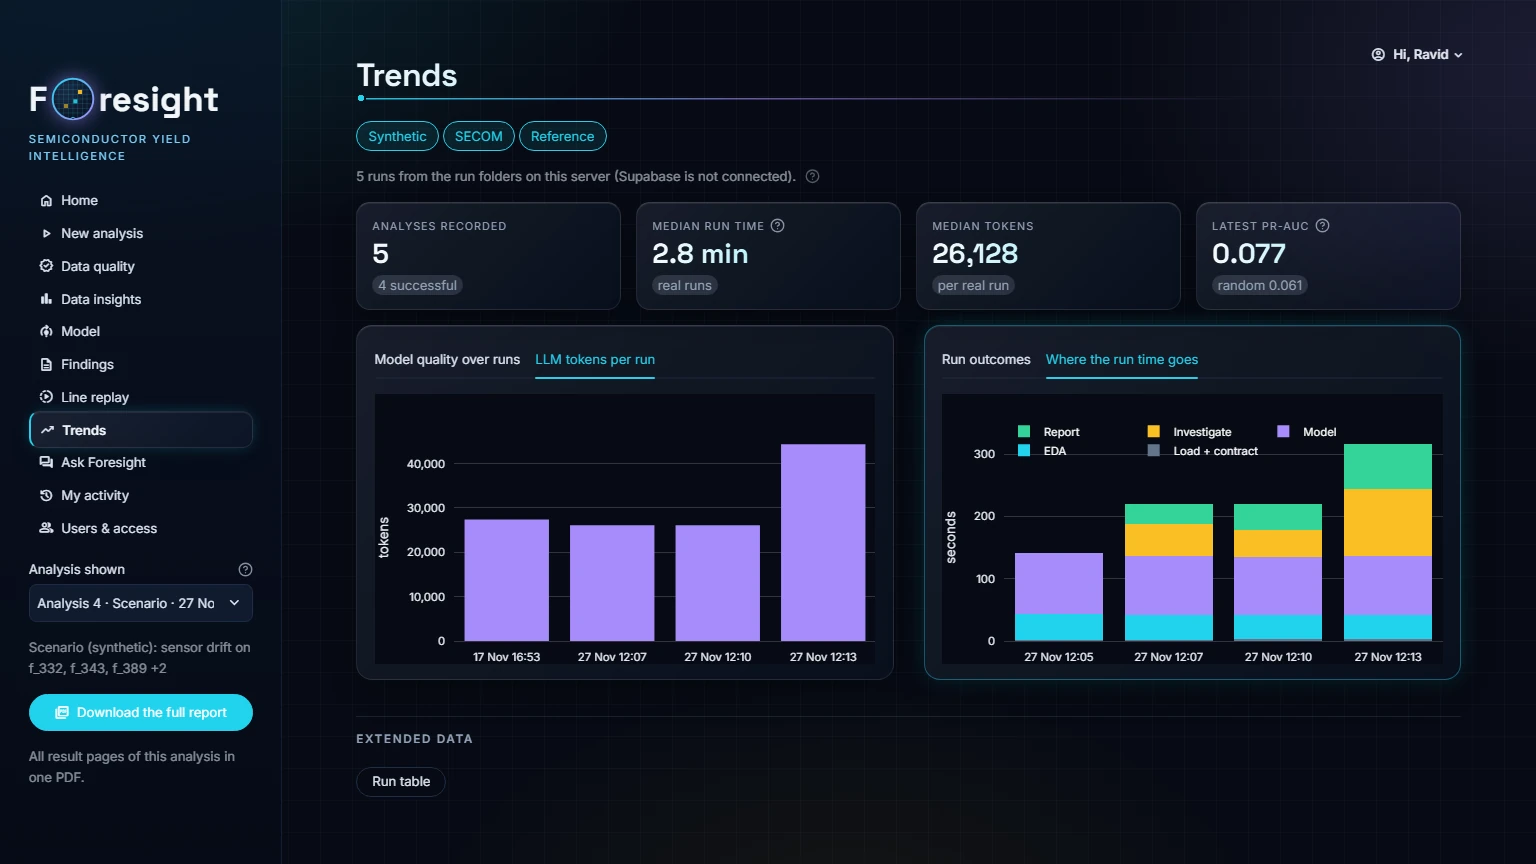 Foresight
SEMICONDUCTOR YIELD
INTELLIGENCE
Home
New analysis
Data quality
Data insights
Model
Findings
Line replay
Trends
Ask Foresight
My activity
Users & access
Analysis shown
Analysis 4 · Scenario · 27 No
Scenario (synthetic): sensor drift on
f_332, f_343, f_389 +2
Download the full report
All result pages of this analysis in
one PDF.
Hi, Ravid
Trends
Synthetic
SECOM
Reference
5 runs from the run folders on this server (Supabase is not connected).
ANALYSES RECORDED
5
4 successful
MEDIAN RUN TIME
2.8 min
real runs
MEDIAN TOKENS
26,128
per real run
LATEST PR-AUC
0.077
random 0.061
Model quality over runs
LLM tokens per run
tokens
40,000
30,000
20,000
10,000
0
17 Nov 16:53
27 Nov 12:07
27 Nov 12:10
27 Nov 12:13
Run outcomes
Where the run time goes
Report
Investigate
Model
EDA
Load + contract
seconds
300
200
100
0
27 Nov 12:05
27 Nov 12:07
27 Nov 12:10
27 Nov 12:13
EXTENDED DATA
Run table